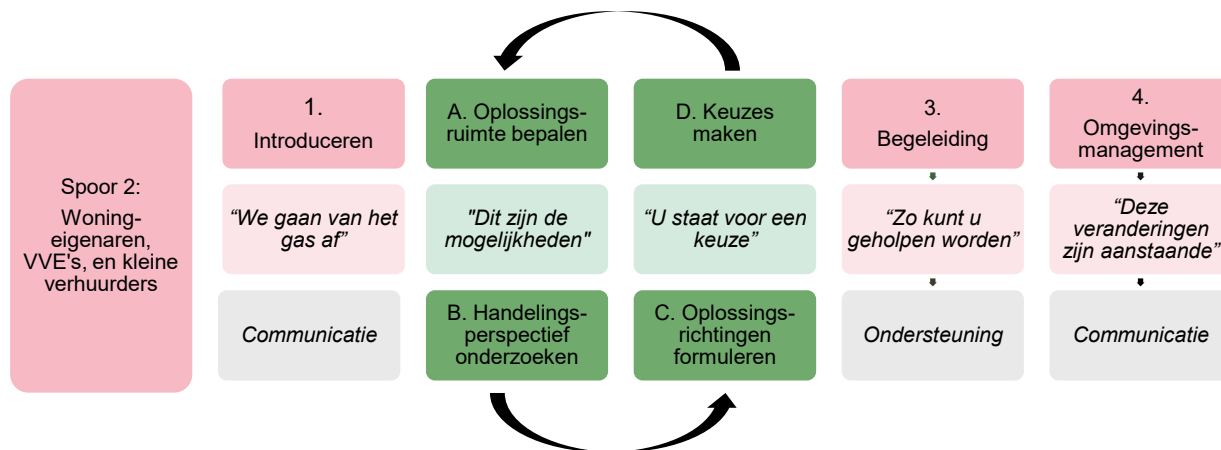 Spoor 2:
Woning-
eigenaren,
VVE's, en kleine
verhuurders
1.
Introduceren
“We gaan van het
gas af”
Communicatie
A. Oplossings-
ruimte bepalen
"Dit zijn de
mogelijkheden"
B. Handelings-
perspectief
onderzoeken
D. Keuzes
maken
“U staat voor een
keuze”
C. Oplossings-
richtingen
formuleren
3.
Begeleiding
“Zo kunt u
geholpen worden”
Ondersteuning
4.
Omgevings-
management
“Deze
veranderingen
zijn aanstaande”
Communicatie